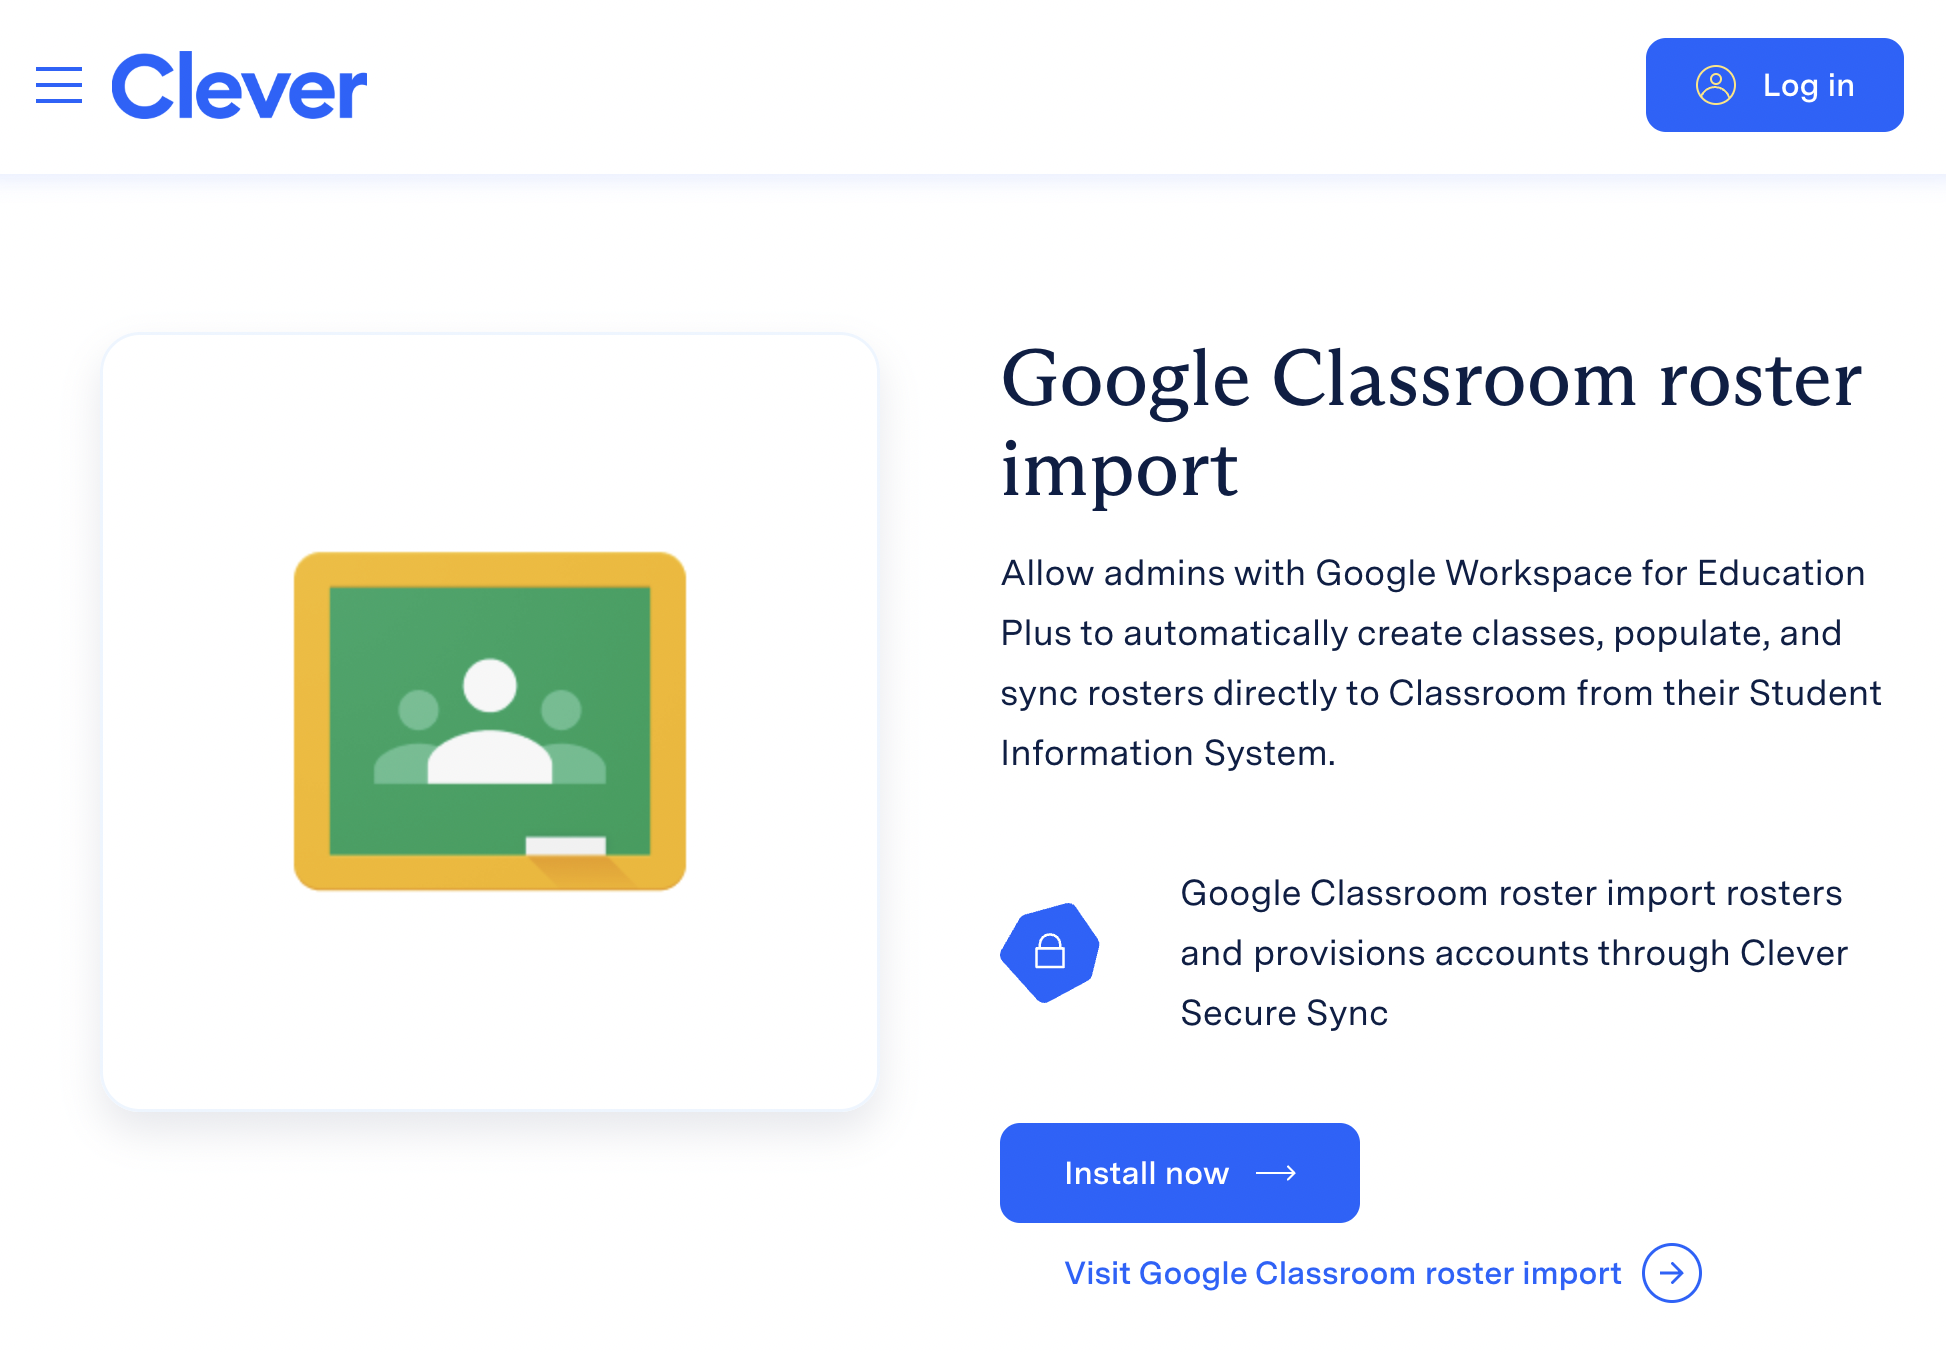 Clever
Log in
Google Classroom roster
import
Allow admins with Google Workspace for Education
Plus to automatically create classes, populate, and
sync rosters directly to Classroom from their Student
Information System.
Google Classroom roster import rosters
and provisions accounts through Clever
Secure Sync
Install now
Visit Google Classroom roster import